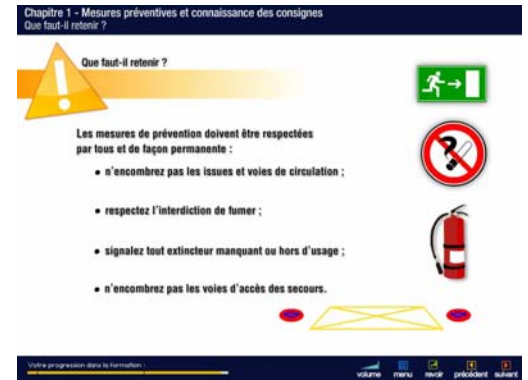 Chapitre 1 - Mesures préventives et connaissance des consignes
Que faut-il retenir ?
Que faut-il retenir ?
Les mesures de prévention doivent être respectées
par tous et de façon permanente :
• n'encombrez pas les issues et voies de circulation ;
• respectez l'interdiction de fumer ;
• signalez tout extincteur manquant ou hors d'usage ;
• n'encombrez pas les voies d'accès des secours.
Votre progression dans la formation :
volume menu revoir précédent suivant